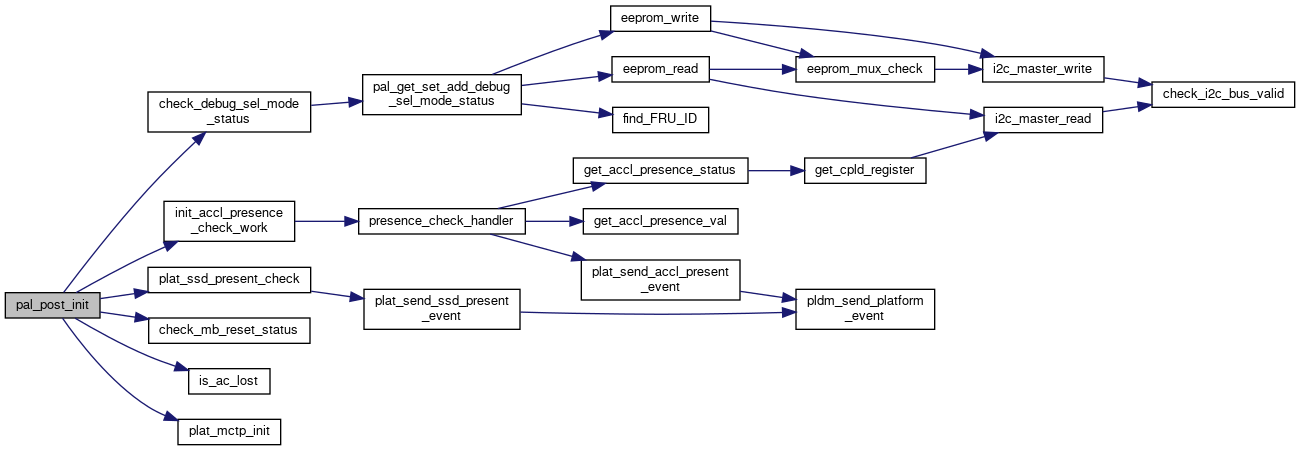 pal_post_init
check_debug_sel_mode
_status
init_accl_presence
_check_work
plat_ssd_present_check
check_mb_reset_status
is_ac_lost
plat_mctp_init
pal_get_set_add_debug
_sel_mode_status
presence_check_handler
plat_send_ssd_present
_event
eeprom_write
eeprom_read
find_FRU_ID
get_accl_presence_status
get_accl_presence_val
plat_send_accl_present
_event
eeprom_mux_check
get_cpld_register
pldm_send_platform
_event
i2c_master_write
i2c_master_read
check_i2c_bus_valid